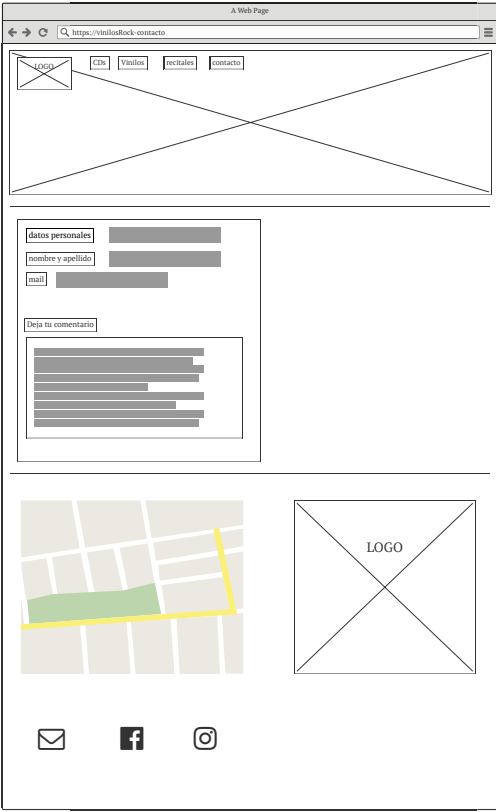 A Web Page
https://vinilosRock-contacto
LOGO
CDs
Vinilos
recitales
contacto
datos personales
nombre y apellido
mail
Deja tu comentario
LOGO